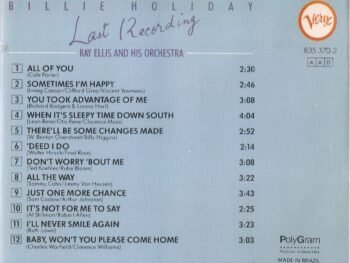 BILLIE HOLIDAY
Last Recording
RAY ELLIS AND HIS ORCHESTRA
Verve
835 370-2
AAD
1 ALL OF YOU 2:30
(Cole Porter)
2 SOMETIMES I'M HAPPY 2:46
(Irving Caesar/Clifford Grey/Vincent Youmans)
3 YOU TOOK ADVANTAGE OF ME 3:08
(Richard Rodgers & Lorenz Hart)
4 WHEN IT'S SLEEPY TIME DOWN SOUTH 4:04
(Leon Rene/Otis Rene/Clarence Muse)
5 THERE'LL BE SOME CHANGES MADE 2:52
(W. Benton Overstreet/Billy Higgins)
6 'DEED I DO 2:14
(Walter Hirsch/Fred Rose)
7 DON'T WORRY 'BOUT ME 3:08
(Ted Koehler/Rube Bloom)
8 ALL THE WAY 3:23
(Sammy Cahn/Jimmy Van Heusen)
9 JUST ONE MORE CHANCE 3:43
(Sam Coslow/Arthur Johnston)
10 IT'S NOT FOR ME TO SAY 2:25
(Al Stillman/Robert Allen)
11 I'LL NEVER SMILE AGAIN 3:23
(Ruth Lowe)
12 BABY, WON'T YOU PLEASE COME HOME 3:03
(Charles Warfield/Clarence Williams)
PolyGram
MADE IN BRAZIL